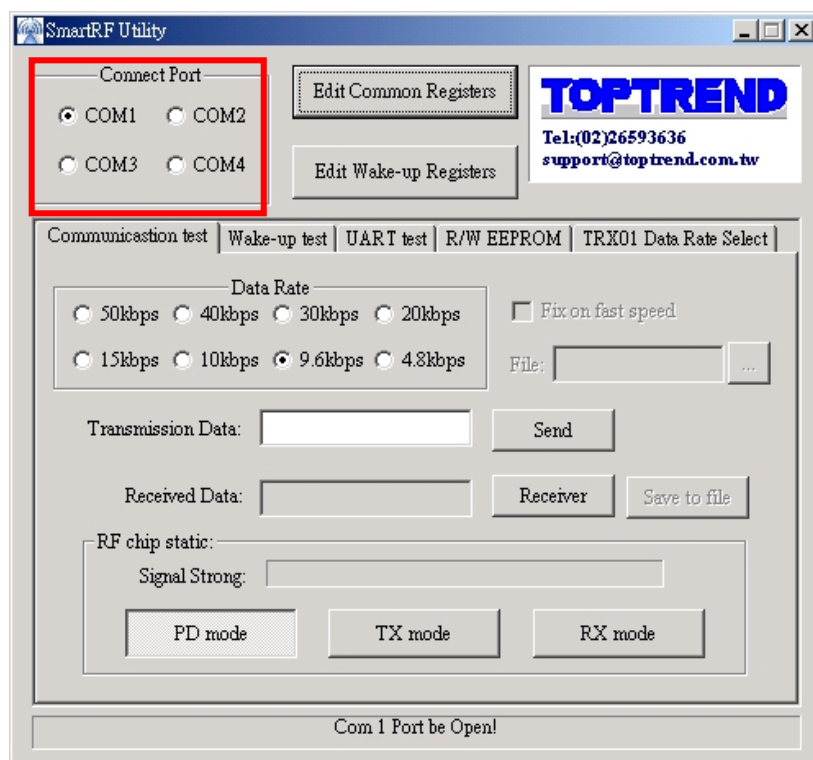 SmartRF Utility
Connect Port
COM1 COM2
COM3 COM4
Edit Common Registers
Edit Wake-up Registers
TOPTREND
Tel:(02)26593636
support@toptrend.com.tw
Communicastion test Wake-up test UART test R/W EEPROM TRX01 Data Rate Select
Data Rate
50kbps 40kbps 30kbps 20kbps
15kbps 10kbps 9.6kbps 4.8kbps
Fix on fast speed
File: ...
Transmission Data: Send
Received Data: Receiver Save to file
RF chip static:
Signal Strong:
PD mode TX mode RX mode
Com 1 Port be Open!